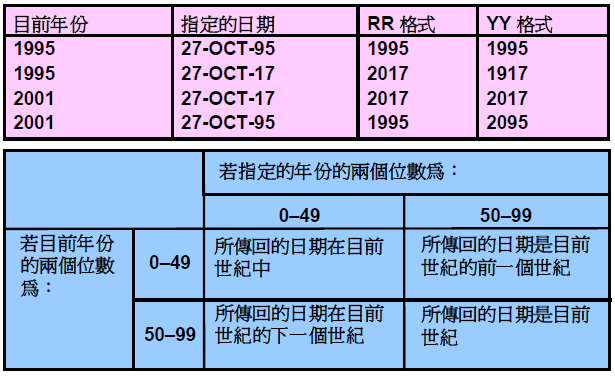 目前年份 指定的日期 RR 格式 YY 格式
1995 27-OCT-95 1995 1995
1995 27-OCT-17 2017 1917
2001 27-OCT-17 2017 2017
2001 27-OCT-95 1995 2095
若指定的年份的兩個位數爲：
0–49 50–99
若目前年份
的兩個位數
爲：
0–49
所傳回的日期在目前
世紀中
所傳回的日期是目前
世紀的前一個世紀
50–99
所傳回的日期在目前
世紀的下一個世紀
所傳回的日期是目前
世紀